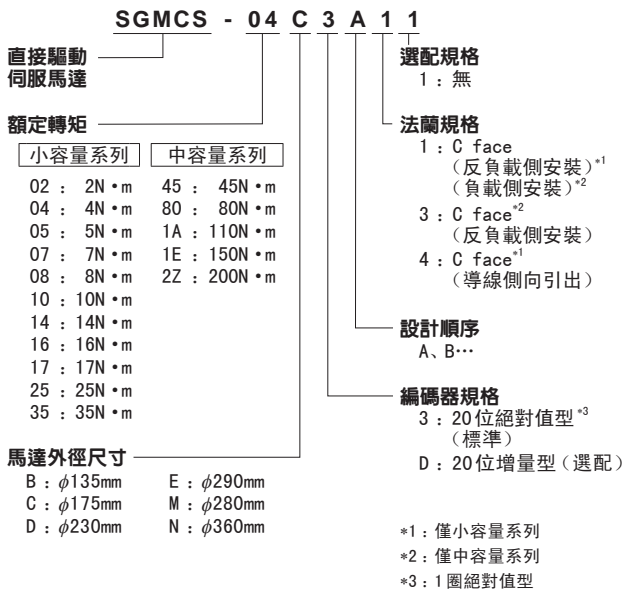 SGMCS - 04 C 3 A 1 1
直接驅動
伺服馬達
額定轉矩
小容量系列
02 : 2N•m
04 : 4N•m
05 : 5N•m
07 : 7N•m
08 : 8N•m
10 : 10N•m
14 : 14N•m
16 : 16N•m
17 : 17N•m
25 : 25N•m
35 : 35N•m
中容量系列
45 : 45N•m
80 : 80N•m
1A : 110N•m
1E : 150N•m
2Z : 200N•m
馬達外徑尺寸
B : φ135mm
C : φ175mm
D : φ230mm
E : φ290mm
M : φ280mm
N : φ360mm
選配規格
1 : 無
法蘭規格
1 : C face
（反負載側安裝）*1
（負載側安裝）*2
3 : C face*2
（反負載側安裝）
4 : C face*1
（導線側向引出）
設計順序
A、B…
編碼器規格
3 : 20位絕對值型*3
（標準）
D : 20位增量型（選配）
*1 : 僅小容量系列
*2 : 僅中容量系列
*3 : 1圈絕對值型